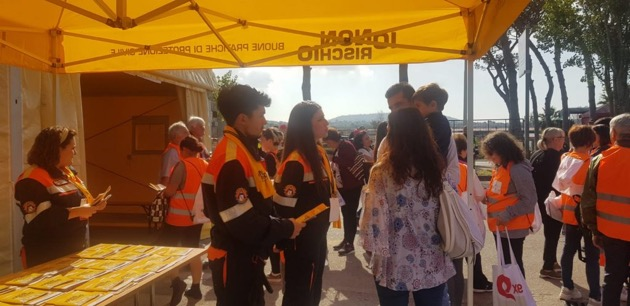 IO NON
RISCHIO
BUONE PRATICHE DI PROTEZIONE CIVILE